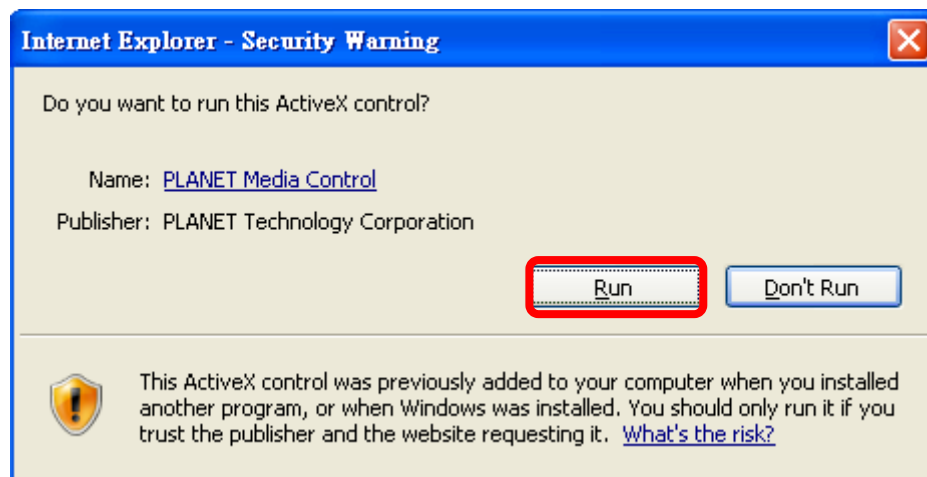 Internet Explorer - Security Warning
Do you want to run this ActiveX control?
Name: PLANET Media Control
Publisher: PLANET Technology Corporation
Run Don't Run
This ActiveX control was previously added to your computer when you installed
another program, or when Windows was installed. You should only run it if you
trust the publisher and the website requesting it. What's the risk?